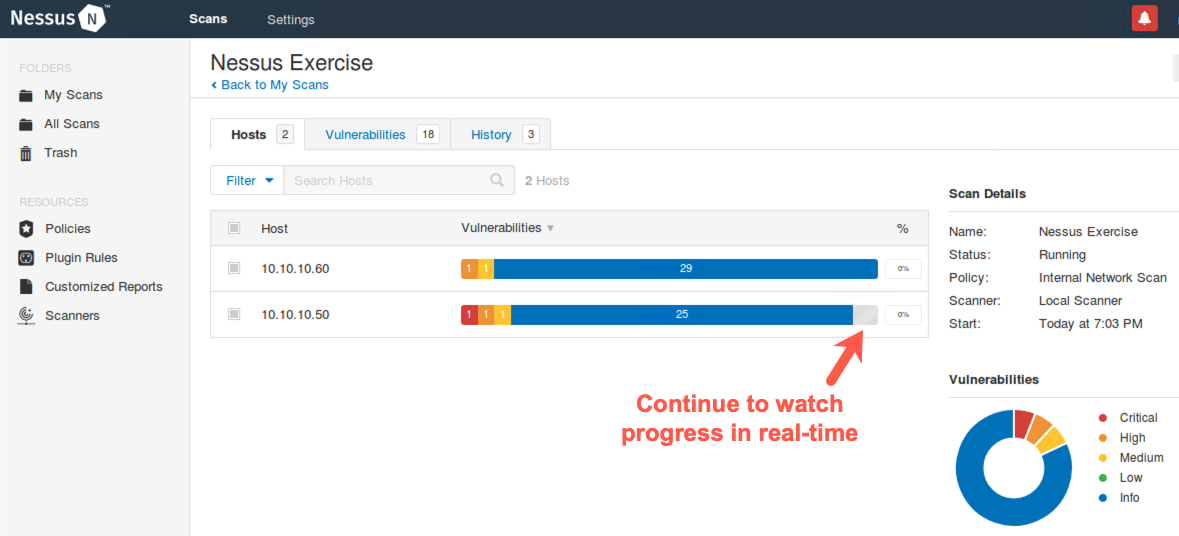 Nessus N ™ Scans Settings
Nessus Exercise
‹ Back to My Scans
FOLDERS
My Scans
All Scans
Trash
RESOURCES
Policies
Plugin Rules
Customized Reports
Scanners
Hosts 2 Vulnerabilities 18 History 3
Filter Search Hosts 2 Hosts
Host Vulnerabilities %
10.10.10.60 1 1 29 0%
10.10.10.50 1 1 1 25 0%
Continue to watch
progress in real-time
Scan Details
Name: Nessus Exercise
Status: Running
Policy: Internal Network Scan
Scanner: Local Scanner
Start: Today at 7:03 PM
Vulnerabilities
Critical
High
Medium
Low
Info